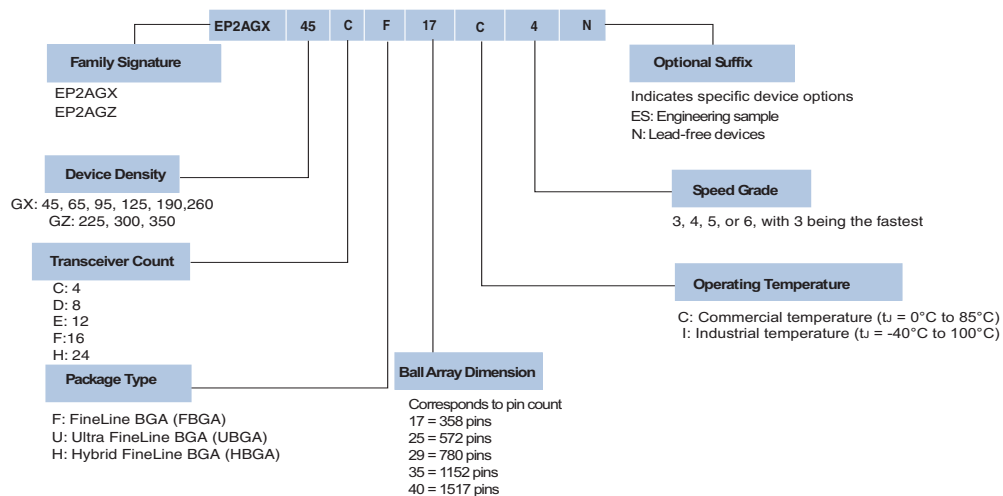 EP2AGX 45 C F 17 C 4 N
Family Signature
EP2AGX
EP2AGZ
Optional Suffix
Indicates specific device options
ES: Engineering sample
N: Lead-free devices
Device Density
GX: 45, 65, 95, 125, 190,260
GZ: 225, 300, 350
Speed Grade
3, 4, 5, or 6, with 3 being the fastest
Transceiver Count
C: 4
D: 8
E: 12
F:16
H: 24
Operating Temperature
C: Commercial temperature (tJ = 0°C to 85°C)
I: Industrial temperature (tJ = -40°C to 100°C)
Package Type
F: FineLine BGA (FBGA)
U: Ultra FineLine BGA (UBGA)
H: Hybrid FineLine BGA (HBGA)
Ball Array Dimension
Corresponds to pin count
17 = 358 pins
25 = 572 pins
29 = 780 pins
35 = 1152 pins
40 = 1517 pins